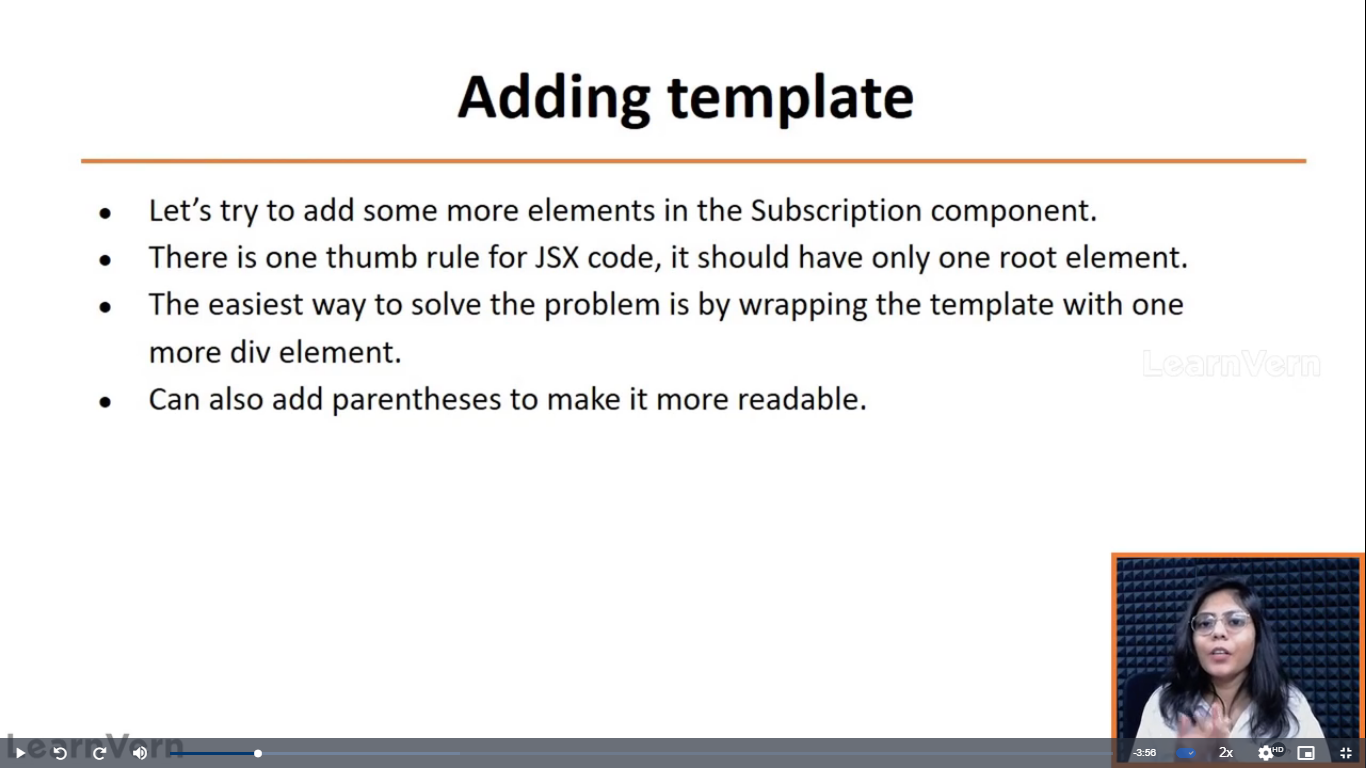 Adding template
• Let's try to add some more elements in the Subscription component.
• There is one thumb rule for JSX code, it should have only one root element.
• The easiest way to solve the problem is by wrapping the template with one
more div element.
LearnVern
• Can also add parentheses to make it more readable.
LearnVern
-3:56
2x
HD